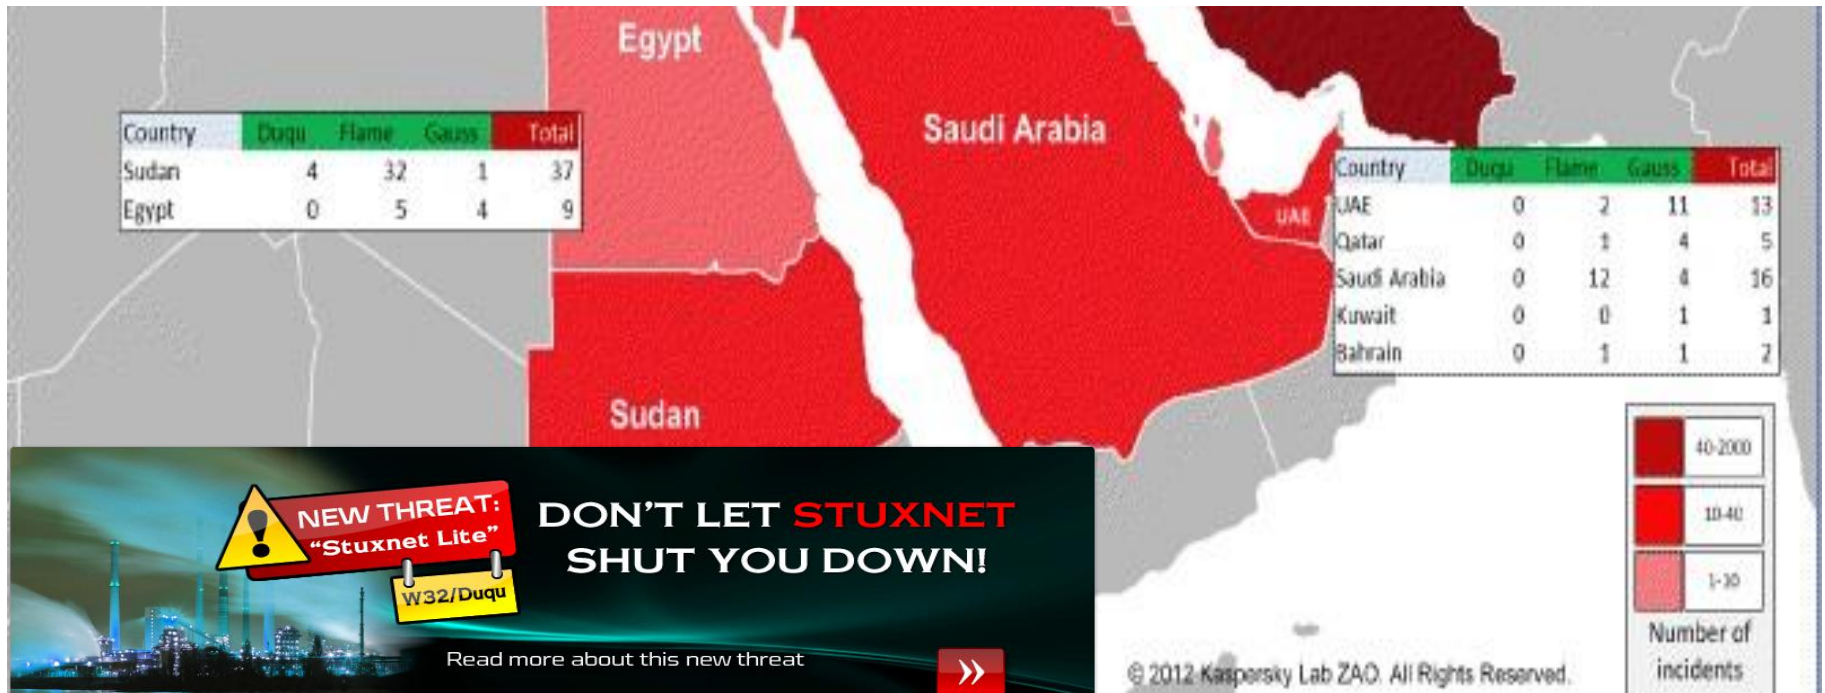 Egypt
Saudi Arabia
UAE
Sudan
Country Duqu Flame Gauss Total
Sudan 4 32 1 37
Egypt 0 5 4 9
Country Duqu Flame Gauss Total
UAE 0 2 11 13
Qatar 0 1 4 5
Saudi Arabia 0 12 4 16
Kuwait 0 0 1 1
Bahrain 0 1 1 2
40-2000
10-40
1-10
Number of
incidents
NEW THREAT:
“Stuxnet Lite”
W32/Duqu
DON'T LET STUXNET
SHUT YOU DOWN!
Read more about this new threat
»
© 2012 Kaspersky Lab ZAO. All Rights Reserved.